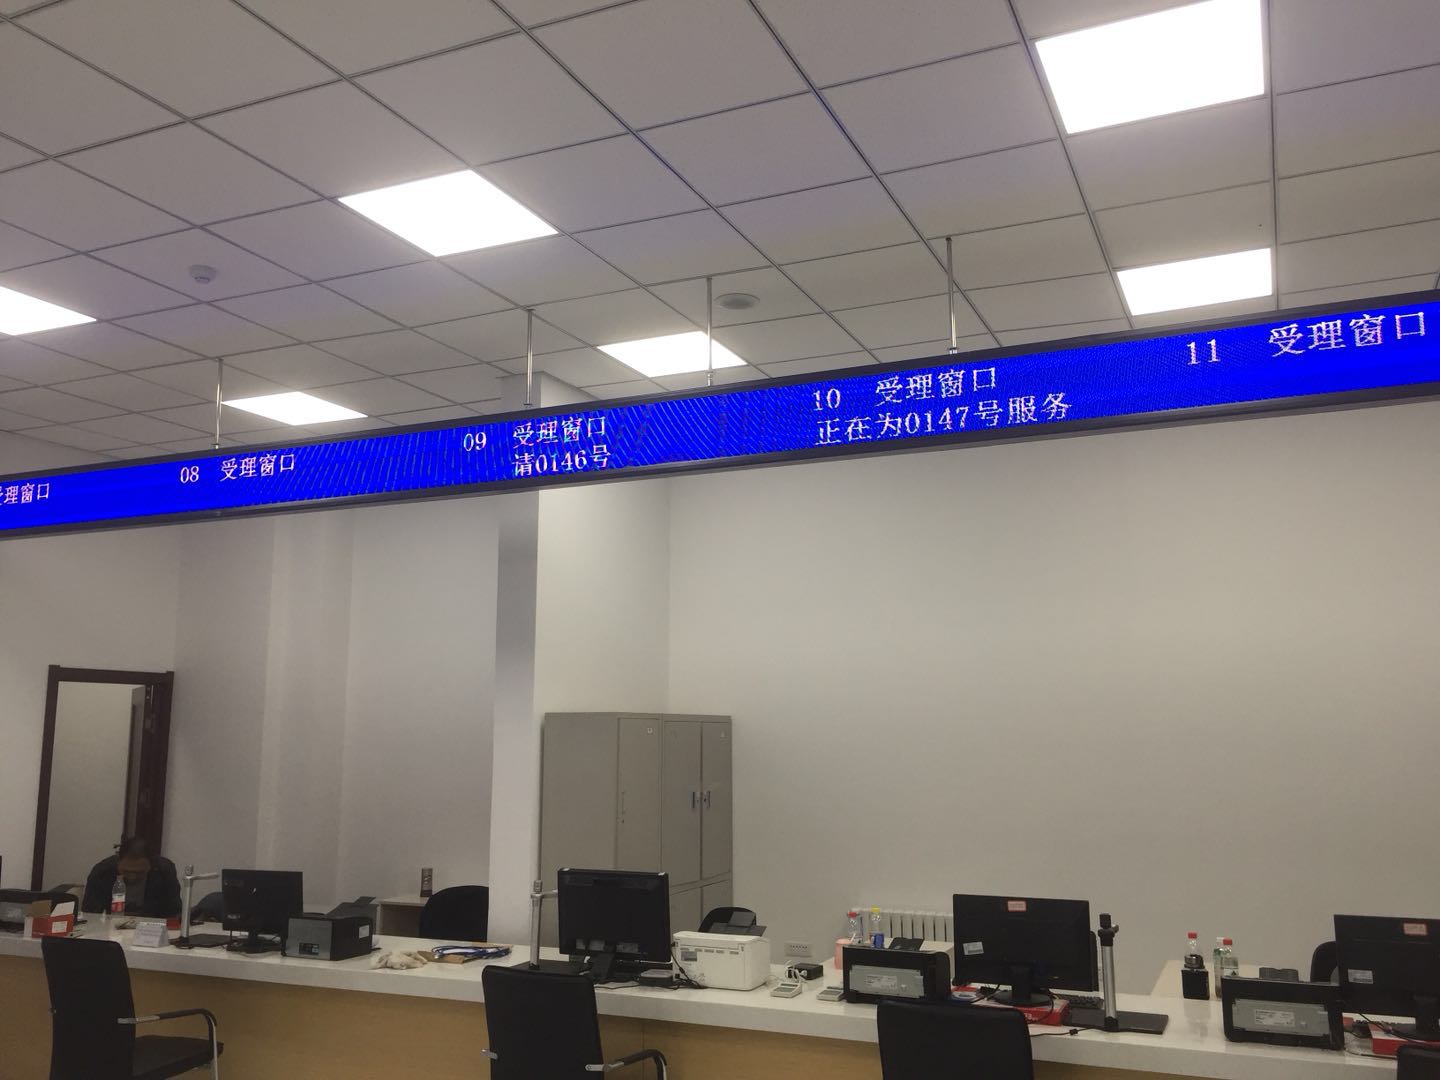 受理窗口
08 受理窗口
09 受理窗口
请0146号
10 受理窗口
正在为0147号服务
11 受理窗口